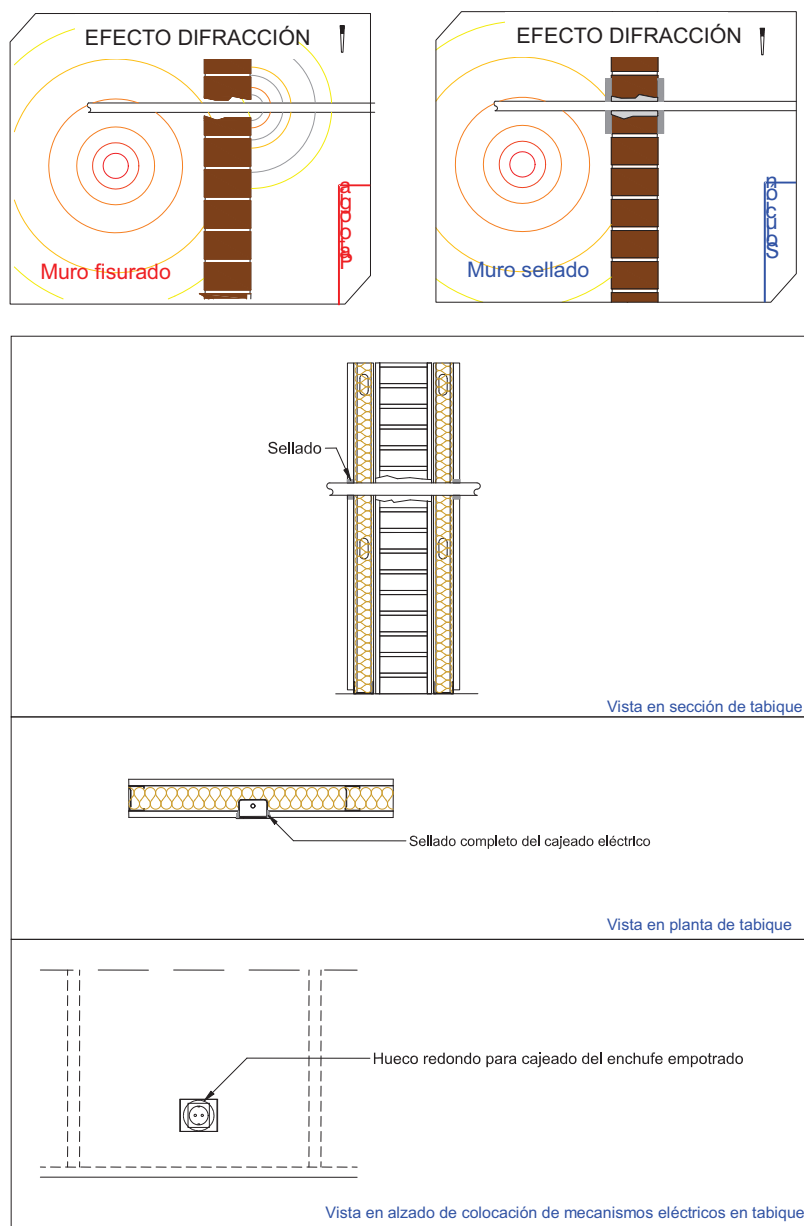 EFECTO DIFRACCIÓN
Muro fisurado
Patología
EFECTO DIFRACCIÓN
Muro sellado
Solución
Sellado
Vista en sección de tabique
Sellado completo del cajeado eléctrico
Vista en planta de tabique
Hueco redondo para cajeado del enchufe empotrado
Vista en alzado de colocación de mecanismos eléctricos en tabique